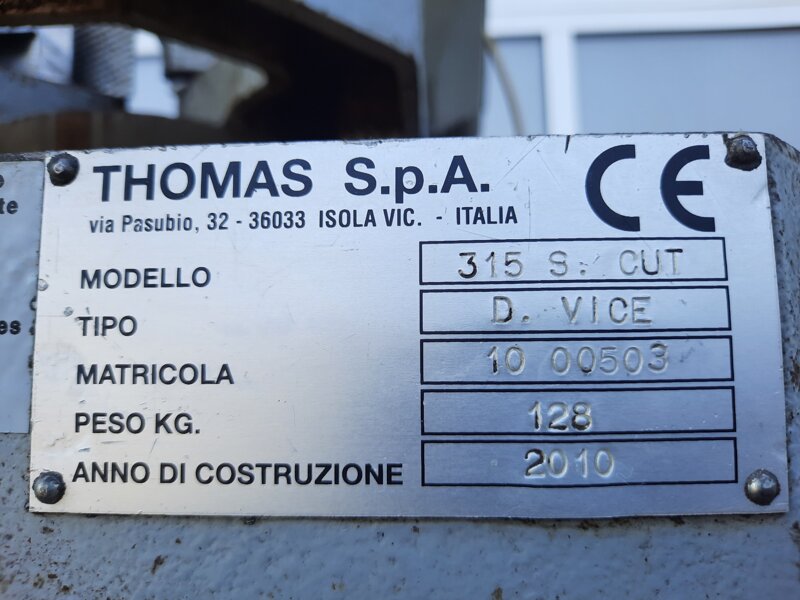 THOMAS S.p.A.
via Pasubio, 32 - 36033 ISOLA VIC. - ITALIA
CE
MODELLO 315 S. CUT
TIPO D. VICE
MATRICOLA 10 00503
PESO KG. 128
ANNO DI COSTRUZIONE 2010